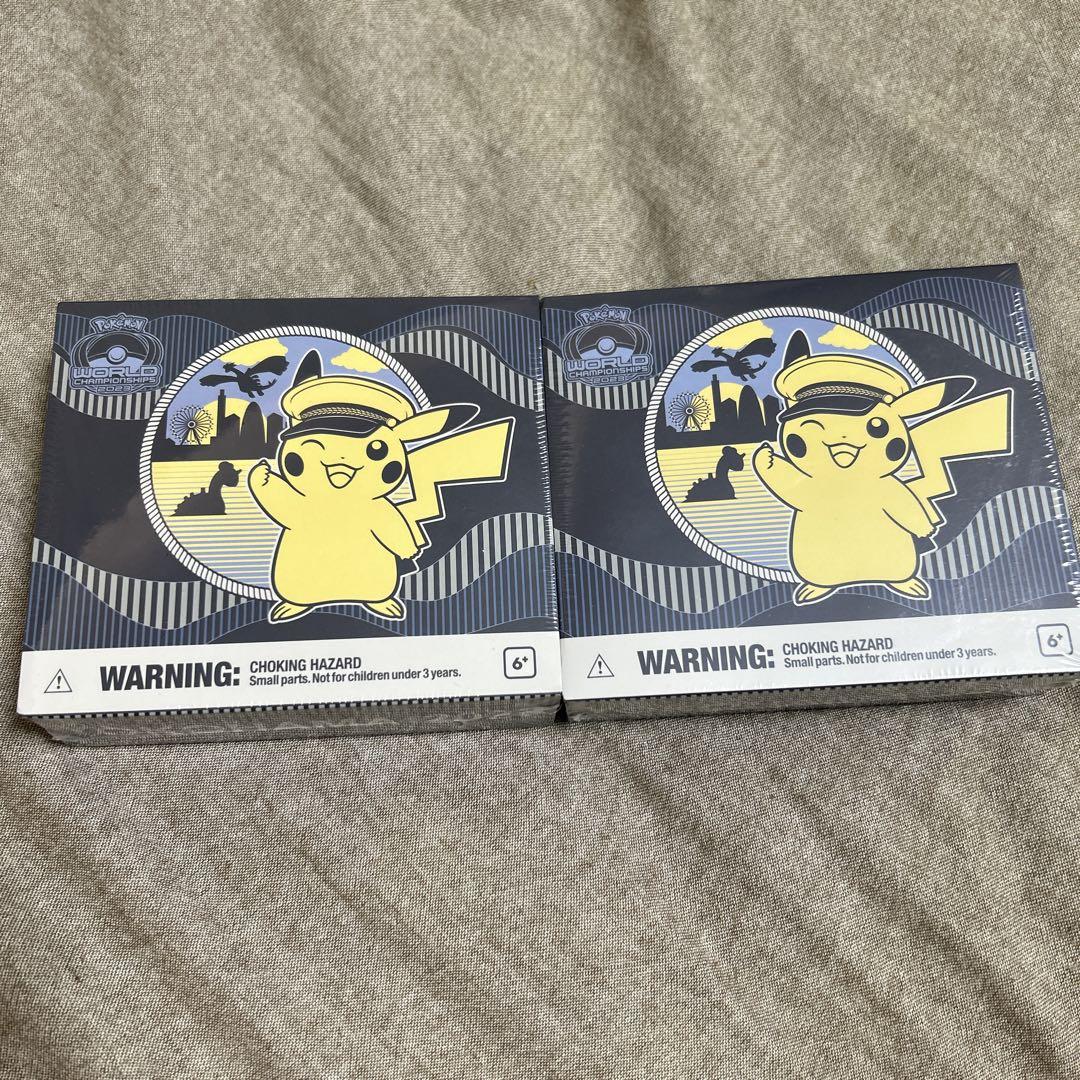 Pokémon
WORLD
CHAMPIONSHIPS
2023
WARNING:
CHOKING HAZARD
Small parts. Not for children under 3 years.
6+
Pokémon
WORLD
CHAMPIONSHIPS
2023
WARNING:
CHOKING HAZARD
Small parts. Not for children under 3 years.
6+